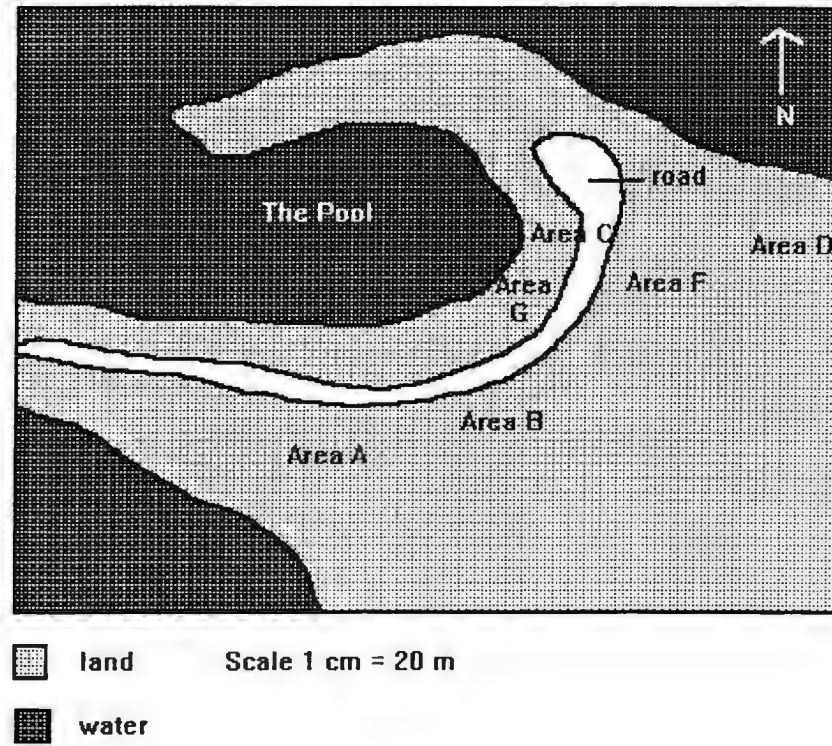 N
road
The Pool
Area C
Area D
Area G
Area F
Area B
Area A
land
Scale 1 cm = 20 m
water